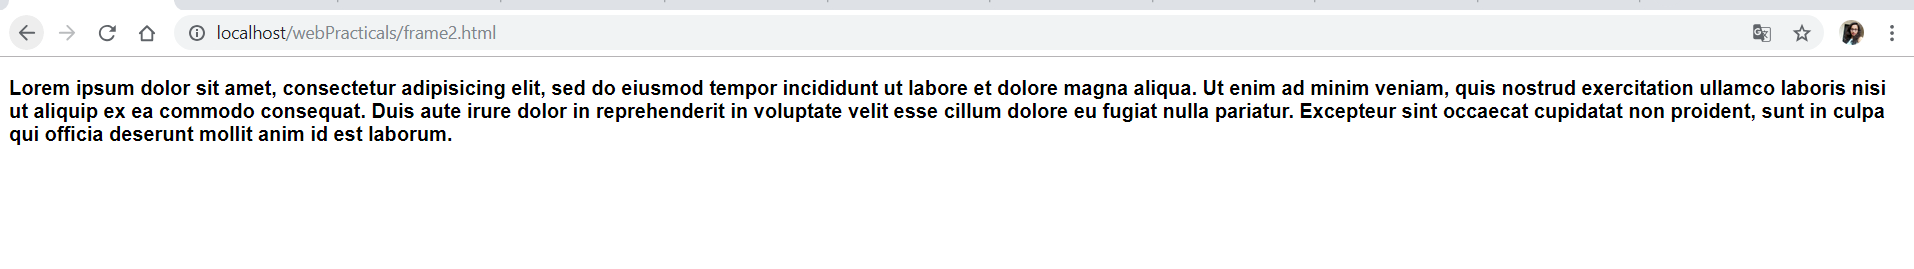 localhost/webPracticals/frame2.html
Lorem ipsum dolor sit amet, consectetur adipisicing elit, sed do eiusmod tempor incididunt ut labore et dolore magna aliqua. Ut enim ad minim veniam, quis nostrud exercitation ullamco laboris nisi
ut aliquip ex ea commodo consequat. Duis aute irure dolor in reprehenderit in voluptate velit esse cillum dolore eu fugiat nulla pariatur. Excepteur sint occaecat cupidatat non proident, sunt in culpa
qui officia deserunt mollit anim id est laborum.